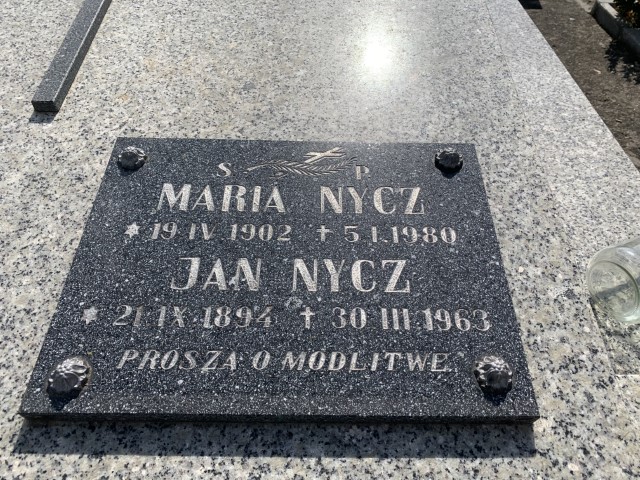 S P
MARIA NYCZ
* 19 IV 1902 ✝ 5 I.1980
JAN NYCZ
* 21.IX.1894 ✝ 30 III 1963
PROSZĄ O MODLITWĘ